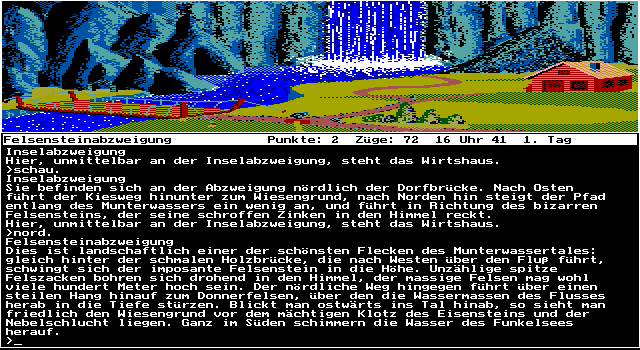 Felsensteinabzweigung Punkte: 2 Züge: 72 16 Uhr 41 1. Tag
Inselabzweigung
Hier, unmittelbar an der Inselabzweigung, steht das Wirtshaus.
>schau.
Inselabzweigung
Sie befinden sich an der Abzweigung nördlich der Dorfbrücke. Nach Osten
führt der Kiesweg hinunter zum Wiesengrund, nach Norden hin steigt der Pfad
entlang des Munterwassers ein wenig an, und führt in Richtung des bizarren
Felsensteins, der seine schroffen Zinken in den Himmel reckt.
Hier, unmittelbar an der Inselabzweigung, steht das Wirtshaus.
>nord.
Felsensteinabzweigung
Dies ist landschaftlich einer der schönsten Flecken des Munterwassertales:
gleich hinter der schmalen Holzbrücke, die nach Westen über den Fluß führt,
schwingt sich der imposante Felsenstein in die Höhe. Unzählige spitze
Felszacken bohren sich drohend in den Himmel, der massige Felsen mag wohl
viele hundert Meter hoch sein. Der nördliche Weg hingegen führt über einen
steilen Hang hinauf zum Donnerfelsen, über den die Wassermassen des Flusses
herab in die Tiefe stürzen. Blickt man ostwärts ins Tal hinab, so sieht man
friedlich den Wiesengrund vor dem mächtigen Klotz des Eisensteins und der
Nebelschlucht liegen. Ganz im Süden schimmern die Wasser des Funkelsees
herauf.
>_